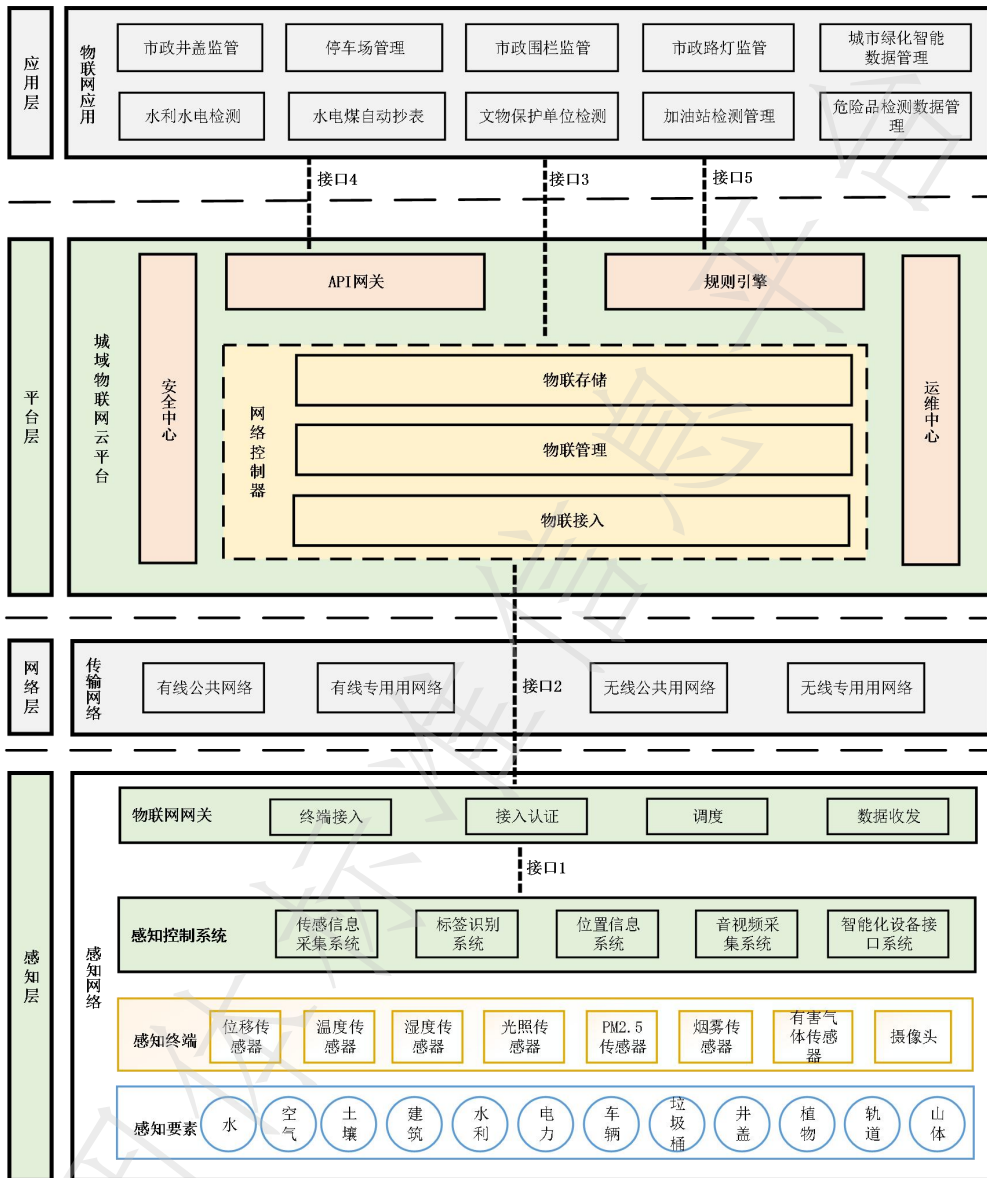 应用层
物联网应用
市政井盖监管
停车场管理
市政围栏监管
市政路灯监管
城市绿化智能
数据管理
水利水电检测
水电煤自动抄表
文物保护单位检测
加油站检测管理
危险品检测数据管
理
接口4
接口3
接口5
平台层
城域物联网云平台
安全中心
API网关
规则引擎
运维中心
网络控制器
物联存储
物联管理
物联接入
网络层
传输网络
有线公共网络
有线专用用网络
接口2
无线公共用网络
无线专用用网络
感知层
感知网络
物联网网关
终端接入
接入认证
调度
数据收发
接口1
感知控制系统
传感信息
采集系统
标签识别
系统
位置信息
系统
音视频采
集系统
智能化设备接
口系统
感知终端
位移传
感器
温度传
感器
湿度传
感器
光照传
感器
PM2.5
传感器
烟雾传
感器
有害气
体传感
器
摄像头
感知要素
水
空气
土壤
建筑
水利
电力
车辆
垃圾桶
井盖
植物
轨道
山体